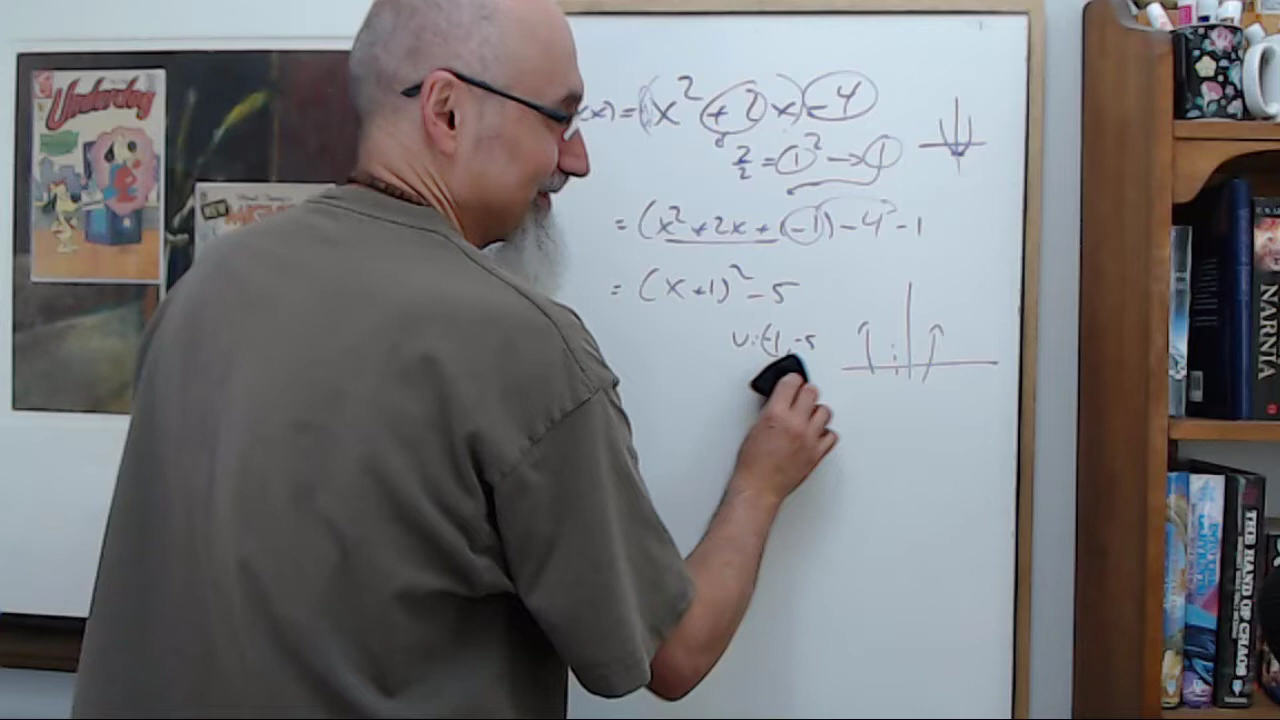 Underdog
NEW
(x) = (x² + 2x) - 4
2/2 = 1² → 1
= (x² + 2x + -1) - 4 - 1
= (x+1)² - 5
V: (-1, -5
NARNIA
THE HAND OF CHAOS